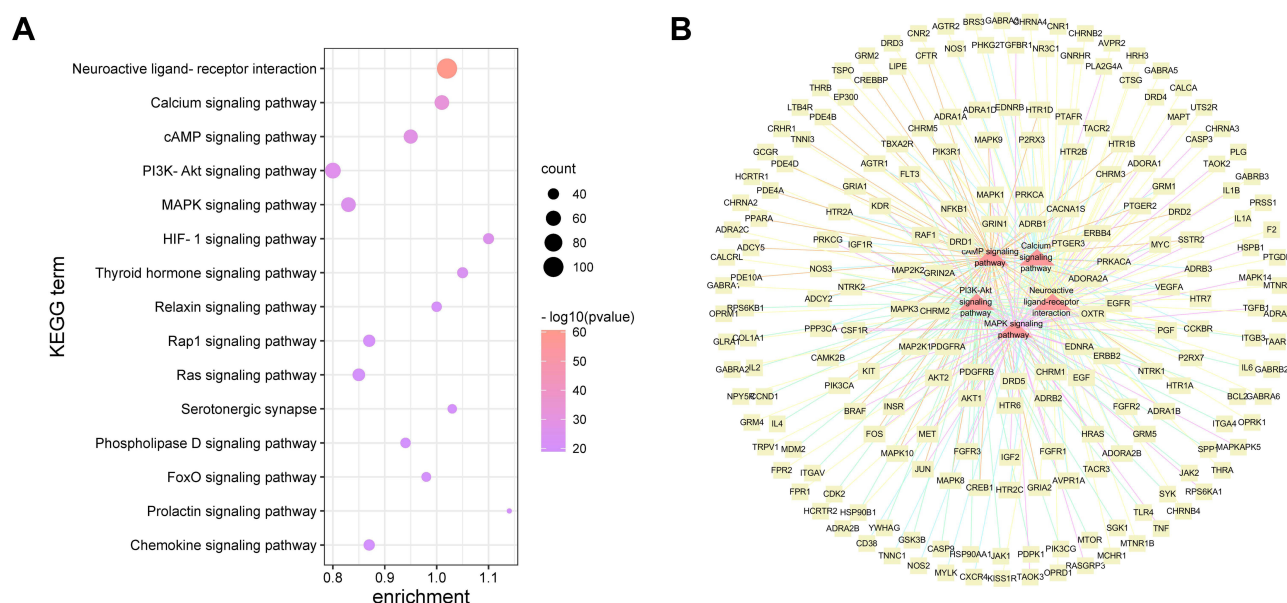 A
KEGG term
Neuroactive ligand- receptor interaction
Calcium signaling pathway
cAMP signaling pathway
PI3K- Akt signaling pathway
MAPK signaling pathway
HIF- 1 signaling pathway
Thyroid hormone signaling pathway
Relaxin signaling pathway
Rap1 signaling pathway
Ras signaling pathway
Serotonergic synapse
Phospholipase D signaling pathway
FoxO signaling pathway
Prolactin signaling pathway
Chemokine signaling pathway
0.8 0.9 1.0 1.1
enrichment
count
40
60
80
100
- log10(pvalue)
60
50
40
30
20
B
BRS3 GABRA3 CHRNA4 CNR1
AGTR2 CHRNB2
CNR2 NOS1 PHKG2 TGFBR1 NR3C1 AVPR2
DRD3 CFTR GNRHR HRH3
GRM2 LIPE PLA2G4A GABRA5
TSPO CREBBP CTSG CALCA
THRB EP300 ADRA1D EDNRB HTR1D DRD4 UTS2R
LTB4R PDE4B ADRA1A PTAFR MAPT CHRNA3
CRHR1 TNNI3 CHRM5 TACR2 CASP3 PLG
TBXA2R MAPK9 P2RX3 HTR1B
GCGR PDE4D PIK3R1 HTR2B ADORA1 TAOK2 GABRB3
HCRTR1 AGTR1 CHRM3 IL1B PRSS1
CHRNA2 PDE4A GRIA1 FLT3 MAPK1 PRKCA GRM1 IL1A F2
PPARA KDR NFKB1 CACNA1S PTGER2 DRD2
ADRA2C HTR2A GRIN1 ADRB1 ERBB4 SSTR2 HSPB1
CALCRL ADCY5 PRKCG IGF1R RAF1 DRD1 PTGER3 MYC
cAMP signaling
pathway
Calcium
signaling
pathway
PRKACA
PDE10A NOS3 MAP2K2 GRIN2A ADORA2A ADRB3 MAPK14
NTRK2 VEGFA
PI3K-Akt
signaling
pathway
Neuroactive
ligand-receptor
interaction
MAPK signaling
pathway
OPRM1 RPS6KB1 ADCY2 MAPK3 CHRM2 EGFR HTR7 TGFB1
OXTR
COL1A1 PPP3CA CSF1R PGF CCKBR ITGB3
CAMK2B MAP2K1 PDGFRA EDNRA ERBB2 P2RX7
GABRA2 IL2 KIT NTRK1 IL6 GABRB2
PIK3CA AKT2 PDGFRB CHRM1 EGF HTR1A
CCND1 DRD5 BCL2 GABRA6
BRAF INSR AKT1 HTR6 ADRB2 FGFR2 ADRA1B ITGA4 OPRK1
GRM4 IL4 FOS MET HRAS GRM5
TRPV1 MDM2 MAPK10 FGFR3 IGF2 FGFR1 ADORA2B SPP1 MAPKAPK5
FPR2 ITGAV JUN TACR3 JAK2 THRA
FPR1 CDK2 MAPK8 CREB1 HTR2C GRIA2 AVPR1A SYK RPS6KA1
HCRTR2 HSP90B1 TLR4 CHRNB4
ADRA2B YWHAG SGK1 TNF
CD38 GSK3B MTOR MTNR1B
TNNC1 CASP9 HSP90AA1 JAK1 PDPK1 PIK3CG MCHR1
NOS2 RASGRP3
MYLK CXCR4 KISS1R TAOK3 OPRD1